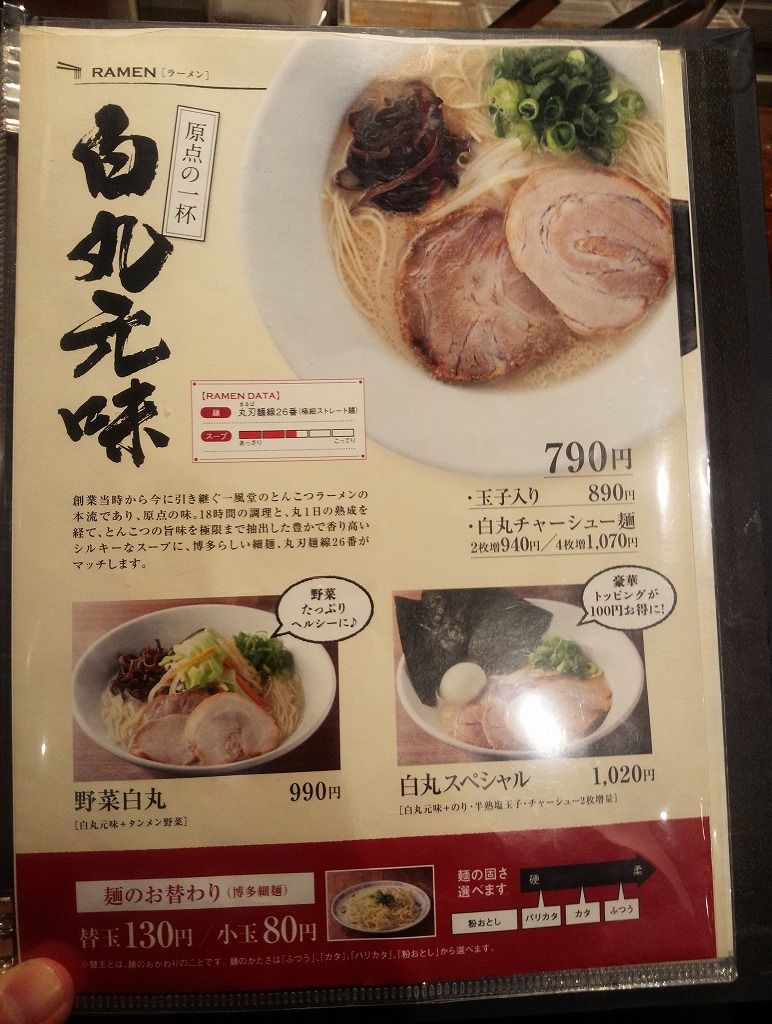 RAMEN [ラーメン]
原点の一杯
白丸元味
【RAMEN DATA】
まるば
麺 丸刃麺線26番(極細ストレート麺)
スープ
あっさり こってり
790円
・玉子入り 890円
・白丸チャーシュー麺
2枚増940円／4枚増1,070円
創業当時から今に引き継ぐ一風堂のとんこつラーメンの
本流であり、原点の味。18時間の調理と、丸1日の熟成を
経て、とんこつの旨味を極限まで抽出した豊かで香り高い
シルキーなスープに、博多らしい細麺、丸刃麺線26番が
マッチします。
野菜
たっぷり
ヘルシーに♪
野菜白丸 990円
[白丸元味+タンメン野菜]
豪華
トッピングが
100円お得に!
白丸スペシャル 1,020円
[白丸元味+のり・半熟塩玉子・チャーシュー2枚増量]
麺のお替わり(博多細麺)
替玉130円／小玉80円
麺の固さ
選べます
硬 柔
粉おとし バリカタ カタ ふつう
※替玉とは、麺のおかわりのことです。麺のかたさは「ふつう」、「カタ」、「バリカタ」、「粉おとし」から選べます。